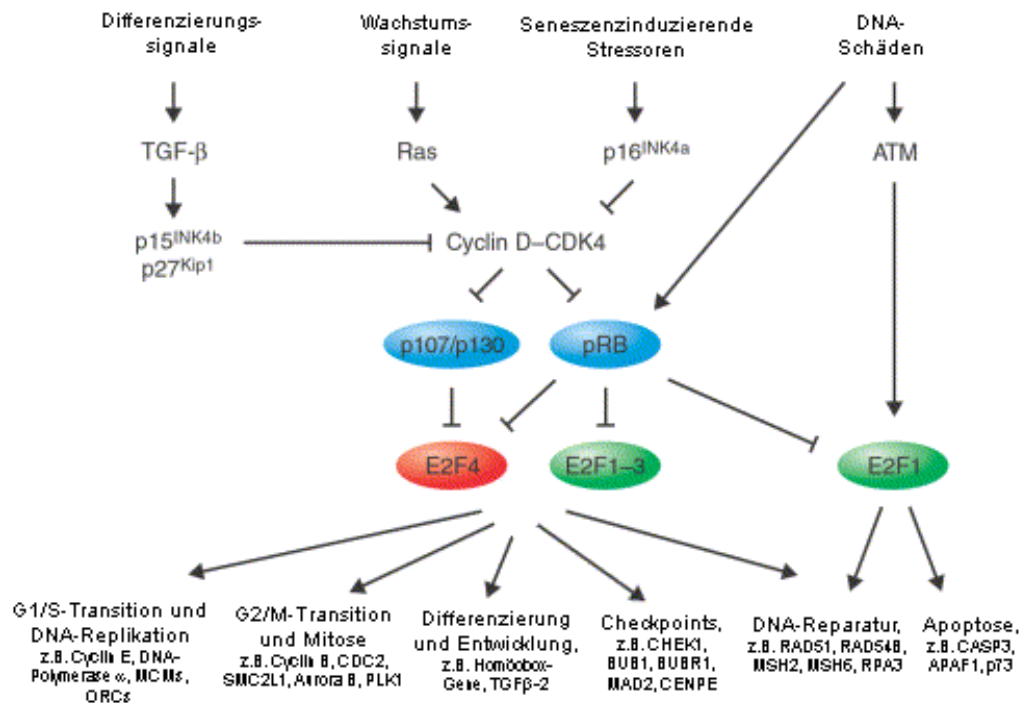 Differenzierungs-
signale
Wachstums-
signale
Seneszenzinduzierende
Stressoren
DNA-
Schäden
TGF-β
Ras
p16INK4a
ATM
p15INK4b
p27Kip1
Cyclin D–CDK4
p107/p130
pRB
E2F4
E2F1–3
E2F1
G1/S-Transition und
DNA-Replikation
z.B. Cyclin E, DNA-
Polymerase α, MCMs,
ORCs
G2/M-Transition
und Mitose
z.B. Cyclin B, CDC2,
SMC2L1, Aurora B, PLK1
Differenzierung
und Entwicklung,
z.B. Homöobox-
Gene, TGFβ-2
Checkpoints,
z.B. CHEK1,
BUB1, BUBR1,
MAD2, CENPE
DNA-Reparatur,
z.B. RAD51, RAD54B,
MSH2, MSH6, RPA3
Apoptose,
z.B. CASP3,
APAF1, p73